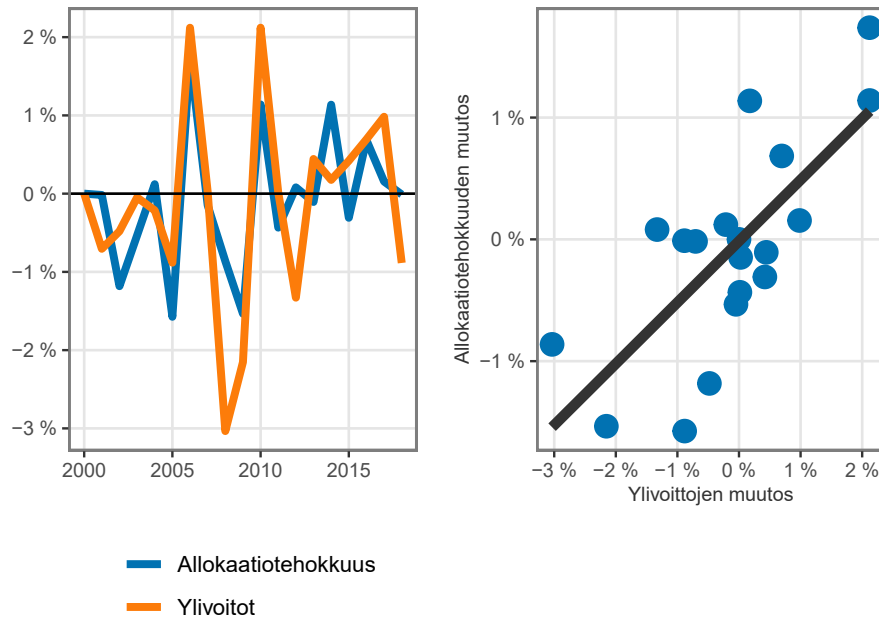 2 %
1 %
0 %
−1 %
−2 %
−3 %
2000 2005 2010 2015
Allokaatiotehokkuuden muutos
1 %
0 %
−1 %
−3 % −2 % −1 % 0 % 1 % 2 %
Ylivoittojen muutos
Allokaatiotehokkuus
Ylivoitot